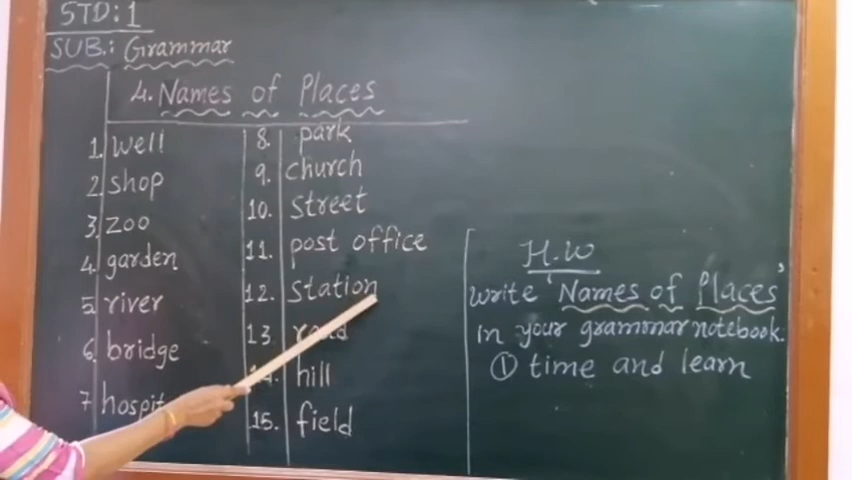 STD: 1
SUB.: Grammar
4. Names of Places
1. well
2. shop
3. zoo
4. garden
5. river
6. bridge
7 hospit
8. park
9. church
10. street
11. post office
12. station
13.
14. hill
15. field
H.W
write 'Names of Places'
in your grammar notebook.
① time and learn